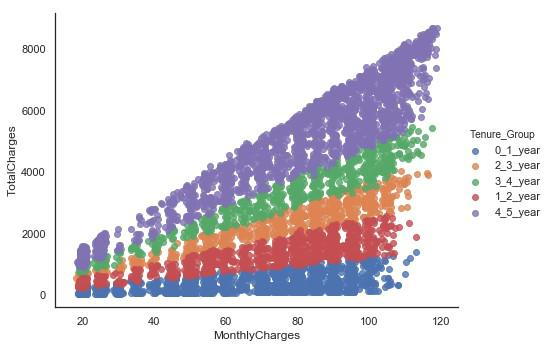 8000
6000
4000
2000
0
TotalCharges
20 40 60 80 100 120
MonthlyCharges
Tenure_Group
0_1_year
2_3_year
3_4_year
1_2_year
4_5_year